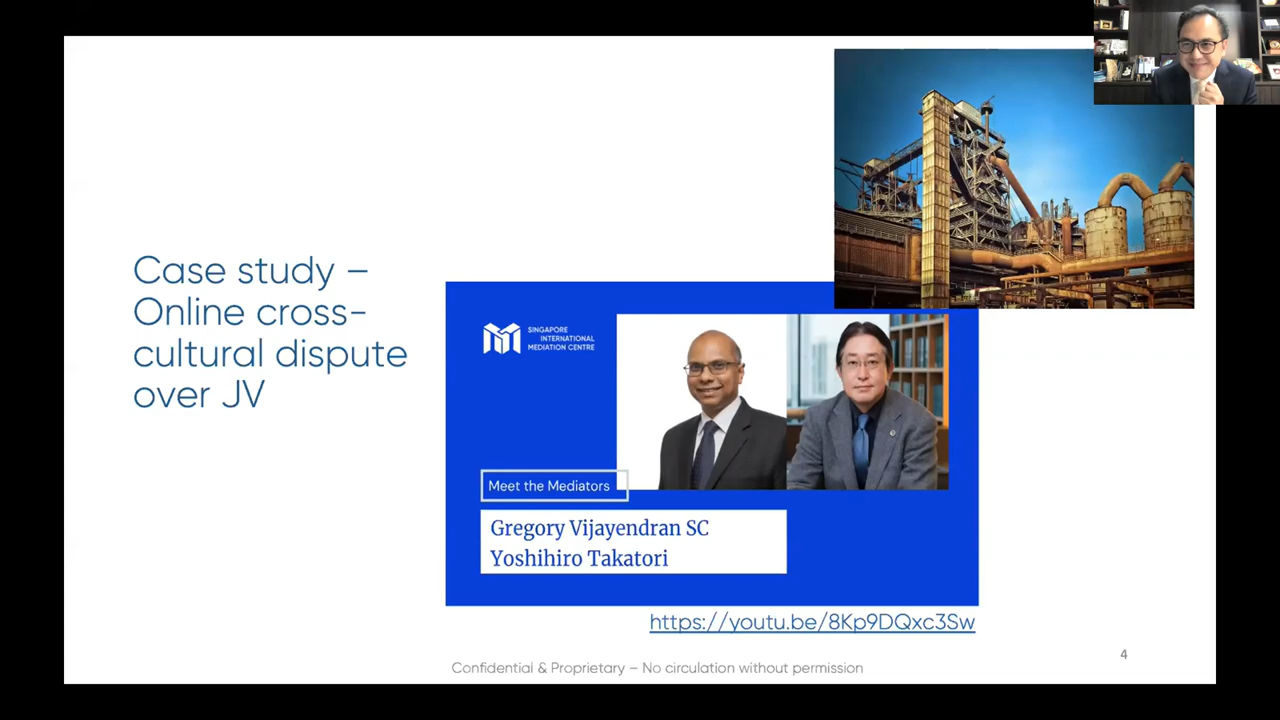 Case study –
Online cross-
cultural dispute
over JV
SINGAPORE
INTERNATIONAL
MEDIATION CENTRE
Meet the Mediators
Gregory Vijayendran SC
Yoshihiro Takatori
https://youtu.be/8Kp9DQxc3Sw
4
Confidential & Proprietary – No circulation without permission